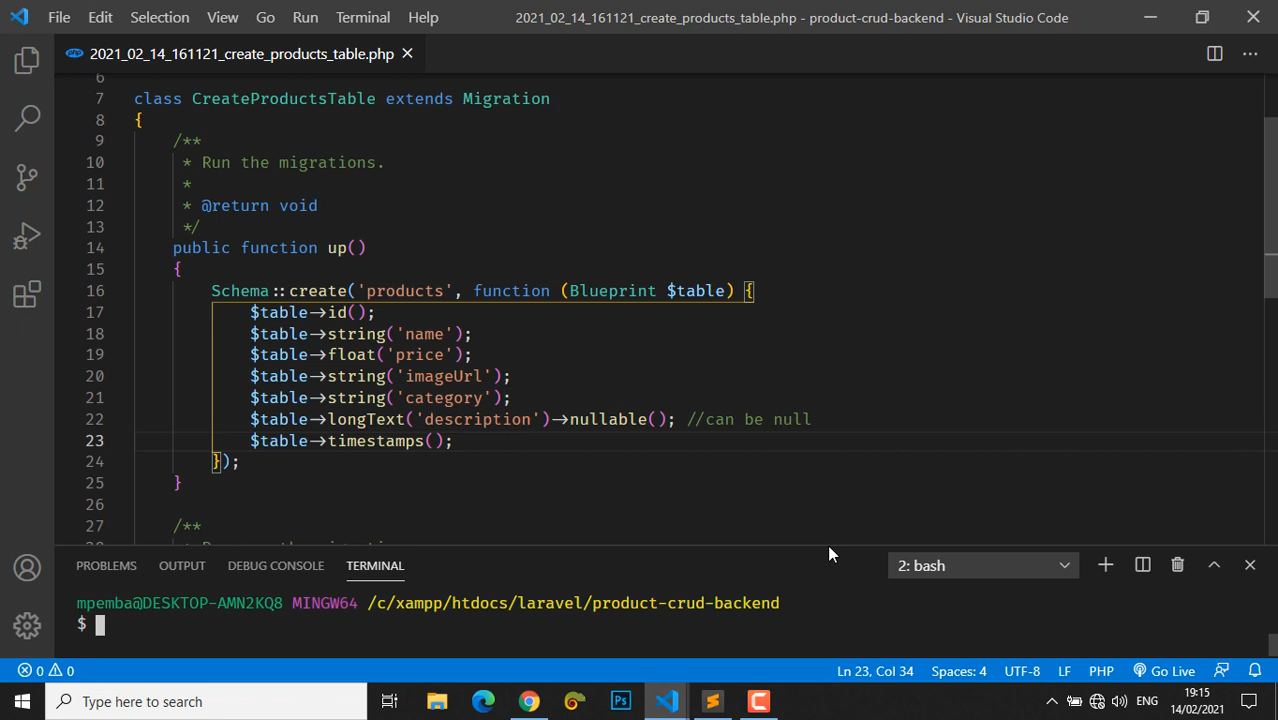 File Edit Selection View Go Run Terminal Help 2021_02_14_161121_create_products_table.php - product-crud-backend - Visual Studio Code
php 2021_02_14_161121_create_products_table.php
6
7 class CreateProductsTable extends Migration
8 {
9 /**
10 * Run the migrations.
11 *
12 * @return void
13 */
14 public function up()
15 {
16 Schema::create('products', function (Blueprint $table) {
17 $table->id();
18 $table->string('name');
19 $table->float('price');
20 $table->string('imageUrl');
21 $table->string('category');
22 $table->longText('description')->nullable(); //can be null
23 $table->timestamps();
24 });
25 }
26
27 /**
PROBLEMS OUTPUT DEBUG CONSOLE TERMINAL 2: bash
mpemba@DESKTOP-AMN2KQ8 MINGW64 /c/xampp/htdocs/laravel/product-crud-backend
$
0 0 Ln 23, Col 34 Spaces: 4 UTF-8 LF PHP Go Live
Type here to search Ps ENG 19:15
14/02/2021